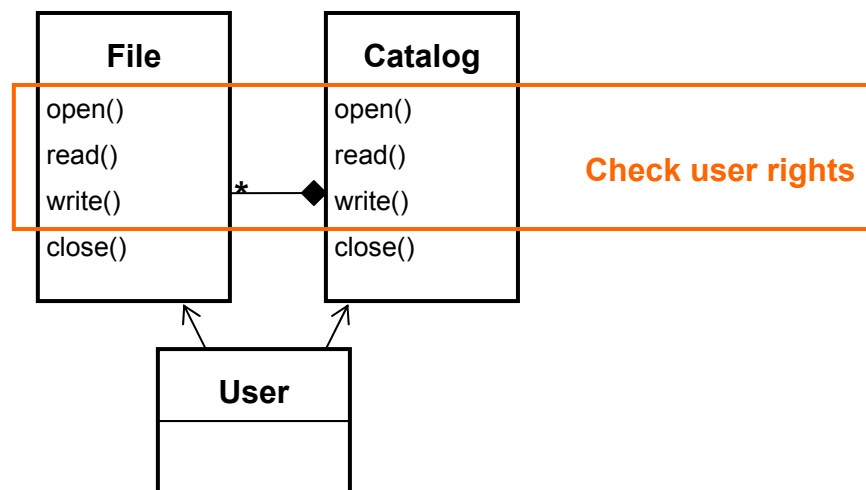 File
open()
read()
write()
close()
*
Catalog
open()
read()
write()
close()
Check user rights
User